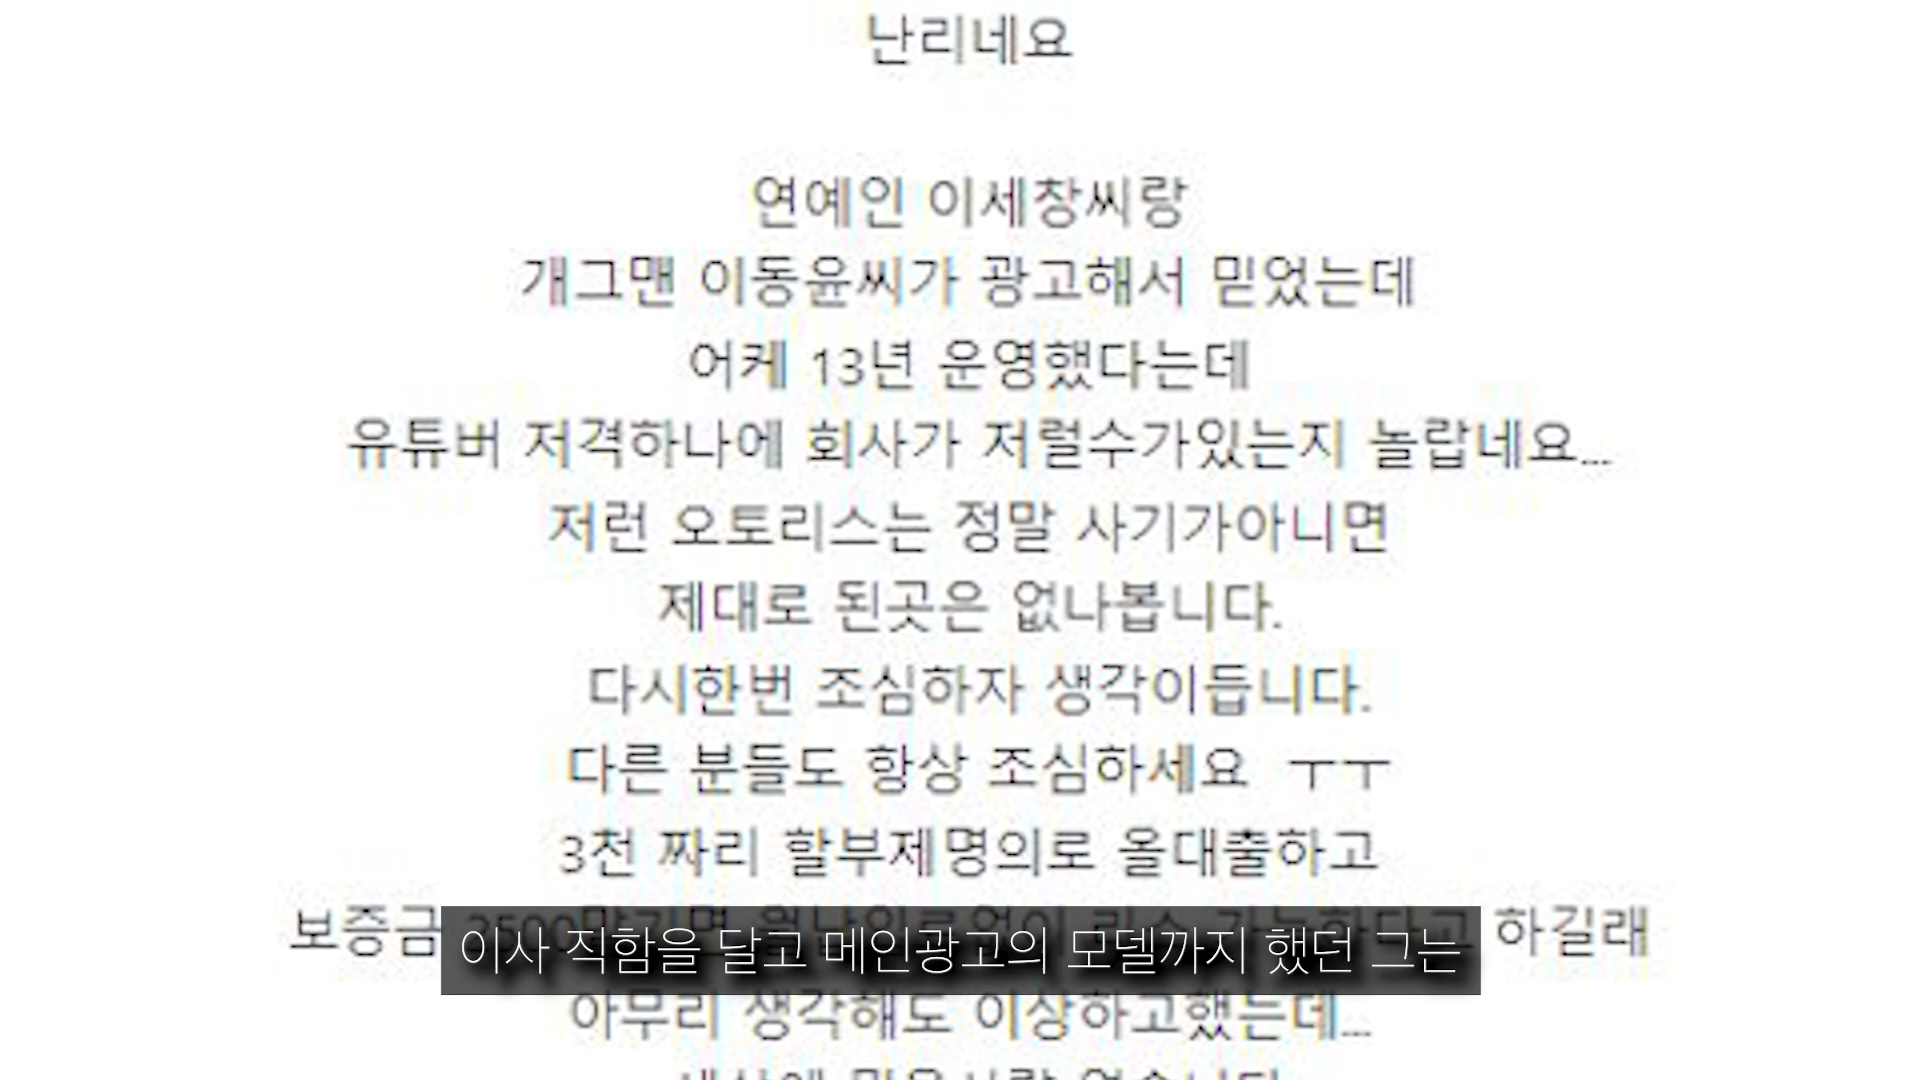 난리네요
연예인 이세창씨랑
개그맨 이동윤씨가 광고해서 믿었는데
어케 13년 운영했다는데
유튜버 저격하나에 회사가 저럴수가있는지 놀랍네요...
저런 오토리스는 정말 사기가아니면
제대로 된곳은 없나봅니다.
다시한번 조심하자 생각이듭니다.
다른 분들도 항상 조심하세요 ㅜㅜ
3천 짜리 할부제명의로 올대출하고
보증금 하길래
이사 직함을 달고 메인광고의 모델까지 했던 그는
아무리 생각해도 이상하고했는데...